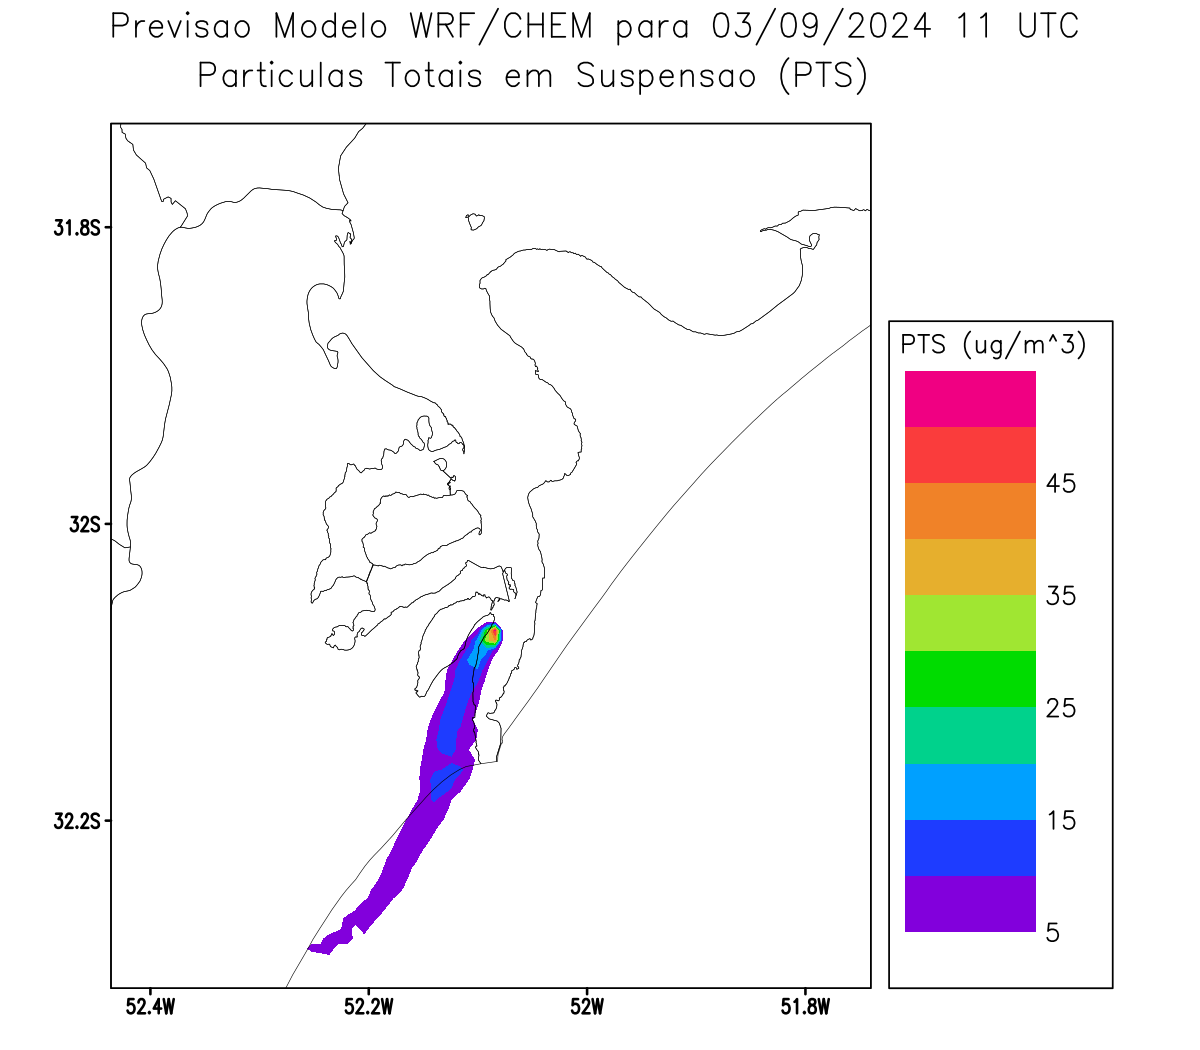 Previsao Modelo WRF/CHEM para 03/09/2024 11 UTC
Particulas Totais em Suspensao (PTS)
31.8S
32S
32.2S
52.4W
52.2W
52W
51.8W
PTS (ug/m^3)
45
35
25
15
5